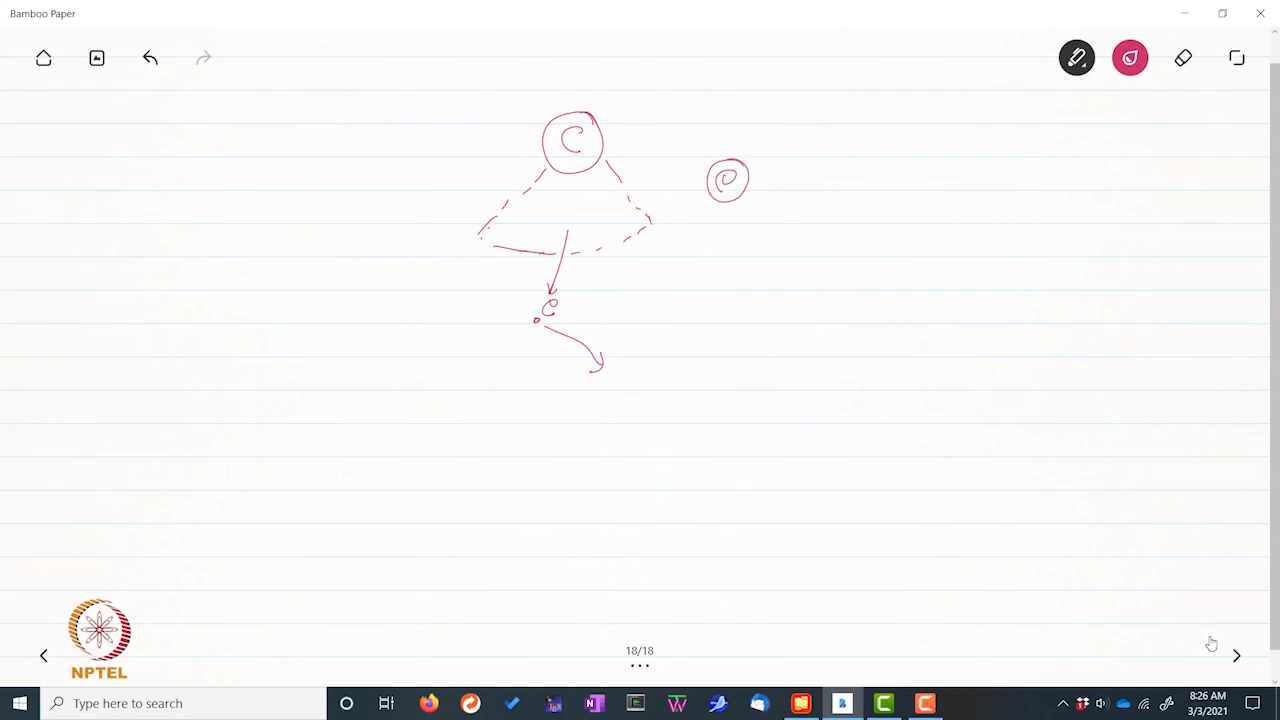 Bamboo Paper
C
C
e
18/18
NPTEL
Type here to search
8:26 AM
3/3/2021